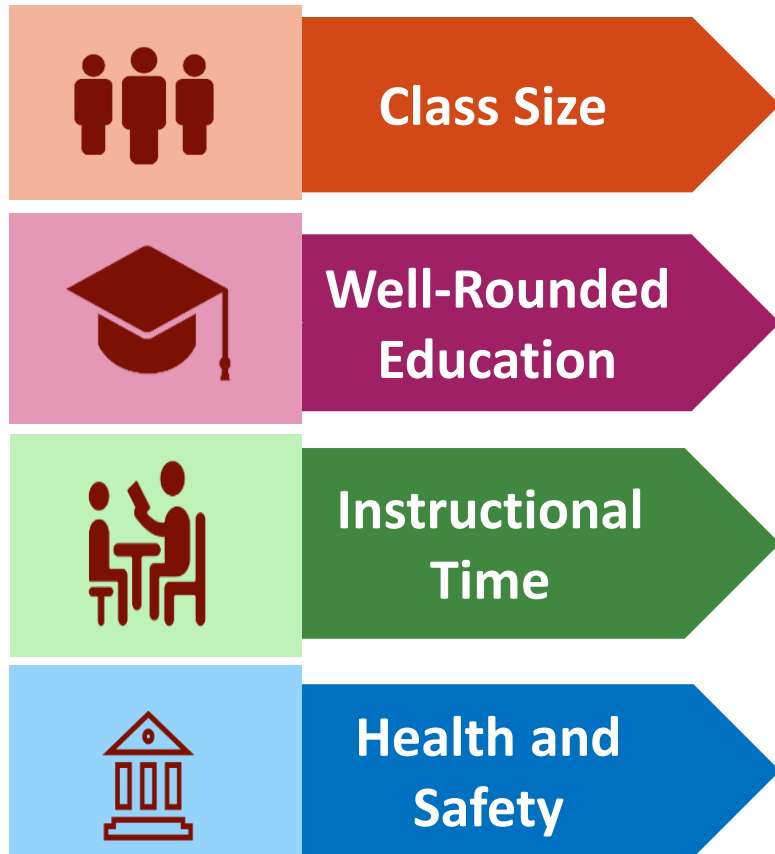 Class Size
Well-Rounded
Education
Instructional
Time
Health and
Safety